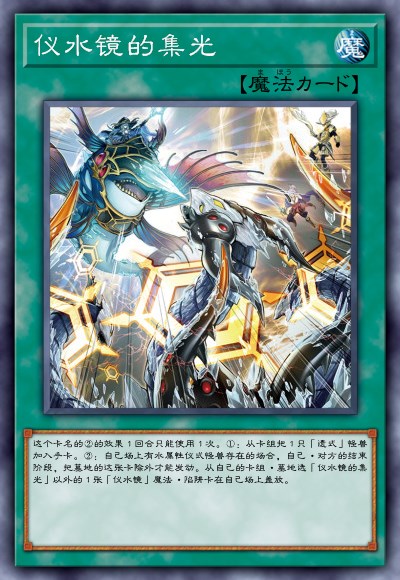 仪水镜的集光
魔
【魔法カード】
まほう
这个卡名的②的效果1回合只能使用1次。①：从卡组把1只「遗式」怪兽
加入手卡。②：自己场上有水属性仪式怪兽存在的场合，自己·对方的结束
阶段，把墓地的这张卡除外才能发动。从自己的卡组·墓地选「仪水镜的集
光」以外的1张「仪水镜」魔法·陷阱卡在自己场上盖放。